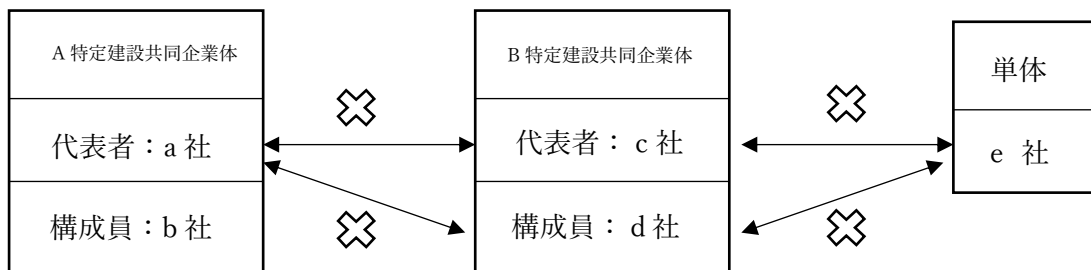 A 特定建設共同企業体
代表者：a 社
構成員：b 社
B 特定建設共同企業体
代表者： c 社
構成員： d 社
単体
e 社